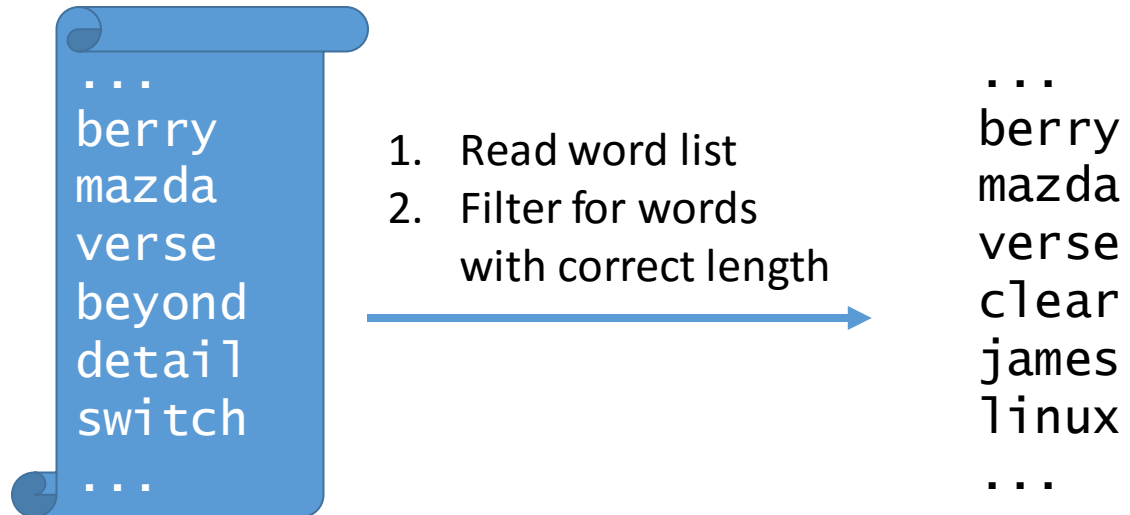 ...
berry
mazda
verse
beyond
detail
switch
...
1. Read word list
2. Filter for words
with correct length
...
berry
mazda
verse
clear
james
linux
...